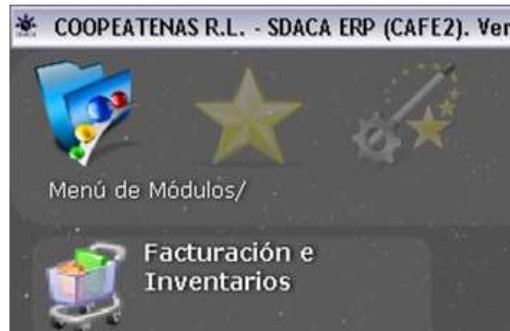 COOPEATENAS R.L. - SDACA ERP (CAFE2). Ver
Menú de Módulos/
Facturación e
Inventarios